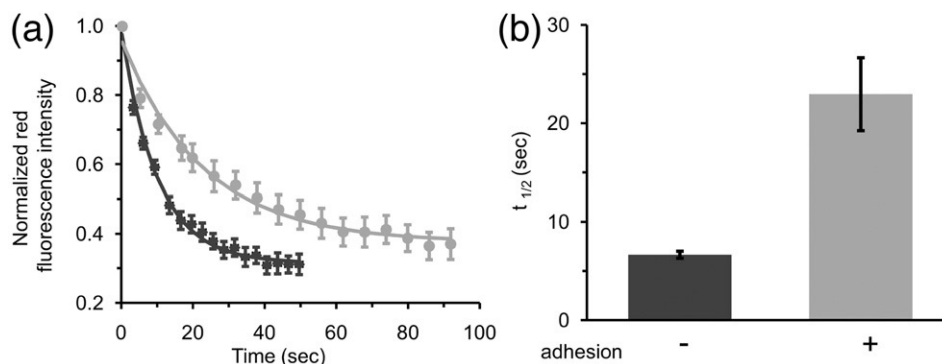 (a)
Normalized red
fluorescence intensity
1.0
0.8
0.6
0.4
0.2
0 20 40 60 80 100
Time (sec)
(b)
t 1/2 (sec)
30
20
10
0
adhesion - +